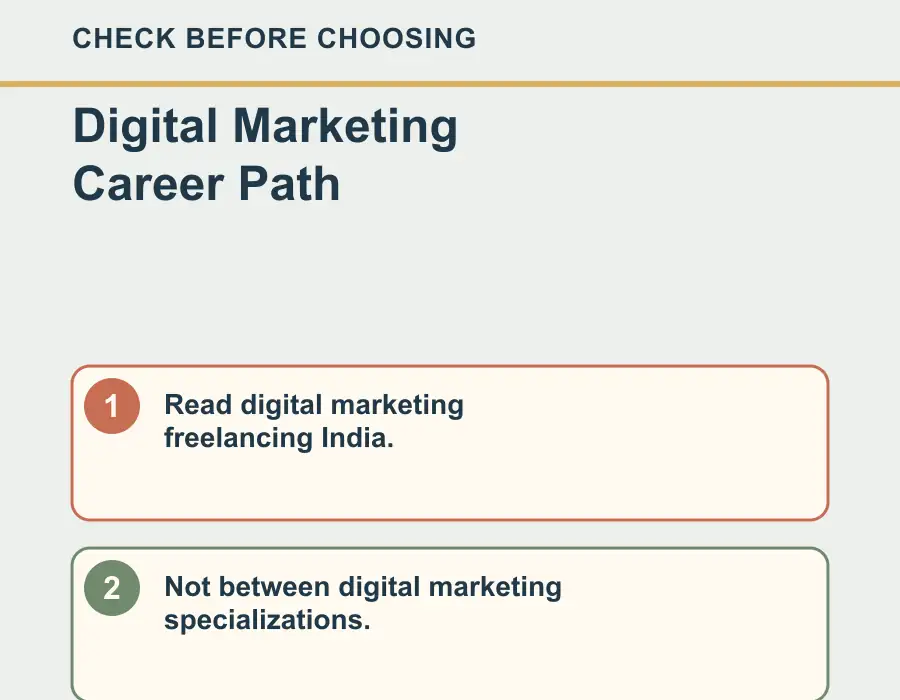 CHECK BEFORE CHOOSING
Digital Marketing
Career Path
1
Read digital marketing
freelancing India.
2
Not between digital marketing
specializations.